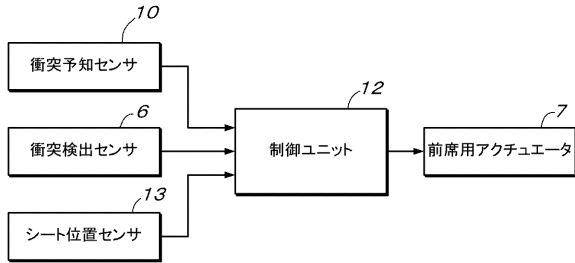 10
衝突予知センサ
6
衝突検出センサ
13
シート位置センサ
12
制御ユニット
7
前席用アクチュエータ